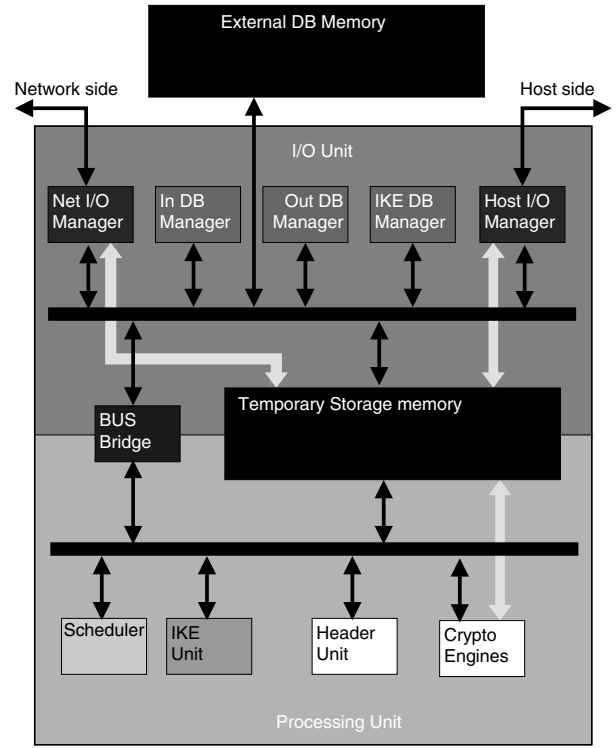 External DB Memory
Network side
Host side
I/O Unit
Net I/O
Manager
In DB
Manager
Out DB
Manager
IKE DB
Manager
Host I/O
Manager
Temporary Storage memory
BUS
Bridge
Scheduler
IKE
Unit
Header
Unit
Crypto
Engines
Processing Unit